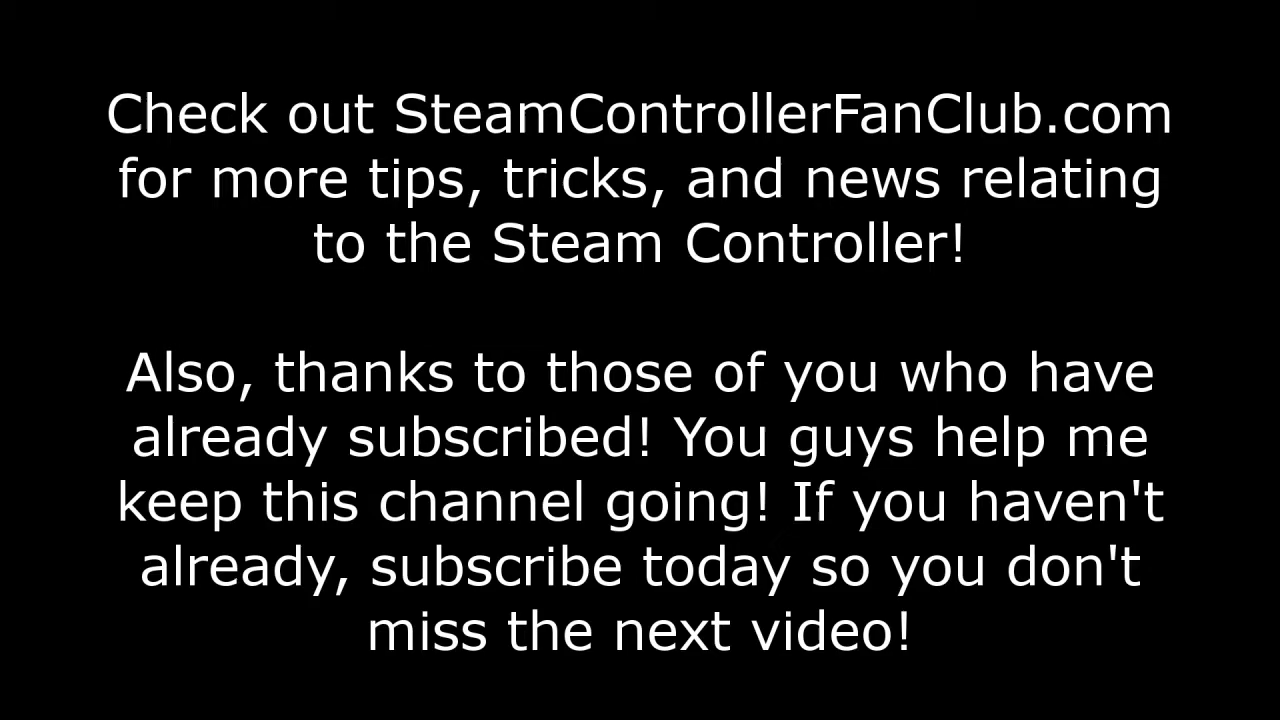 Check out SteamControllerFanClub.com
for more tips, tricks, and news relating
to the Steam Controller!
Also, thanks to those of you who have
already subscribed! You guys help me
keep this channel going! If you haven't
already, subscribe today so you don't
miss the next video!